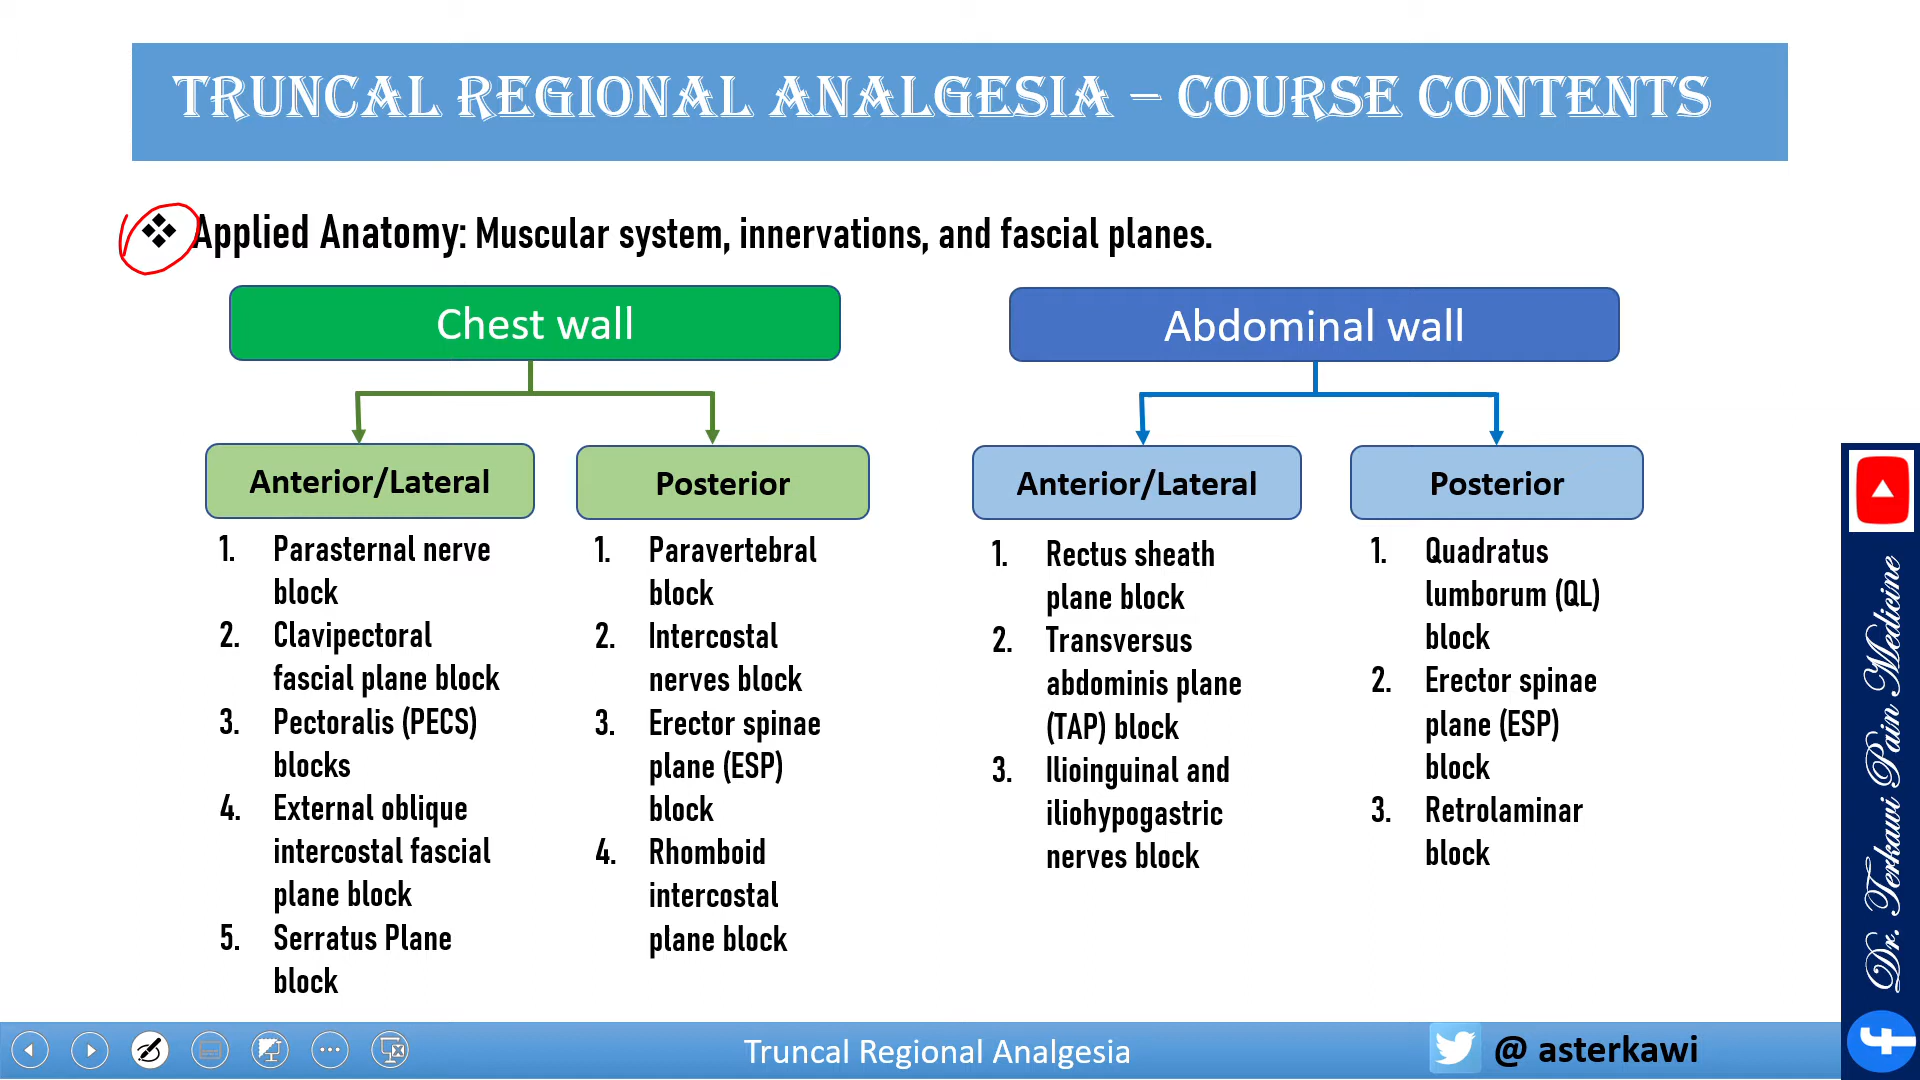 TRUNCAL REGIONAL ANALGESIA – COURSE CONTENTS
❖ Applied Anatomy: Muscular system, innervations, and fascial planes.
Chest wall
Anterior/Lateral
1. Parasternal nerve
block
2. Clavipectoral
fascial plane block
3. Pectoralis (PECS)
blocks
4. External oblique
intercostal fascial
plane block
5. Serratus Plane
block
Posterior
1. Paravertebral
block
2. Intercostal
nerves block
3. Erector spinae
plane (ESP)
block
4. Rhomboid
intercostal
plane block
Abdominal wall
Anterior/Lateral
1. Rectus sheath
plane block
2. Transversus
abdominis plane
(TAP) block
3. Ilioinguinal and
iliohypogastric
nerves block
Posterior
1. Quadratus
lumborum (QL)
block
2. Erector spinae
plane (ESP)
block
3. Retrolaminar
block
Dr. Terkawi Pain Medicine
Truncal Regional Analgesia
@ asterkawi